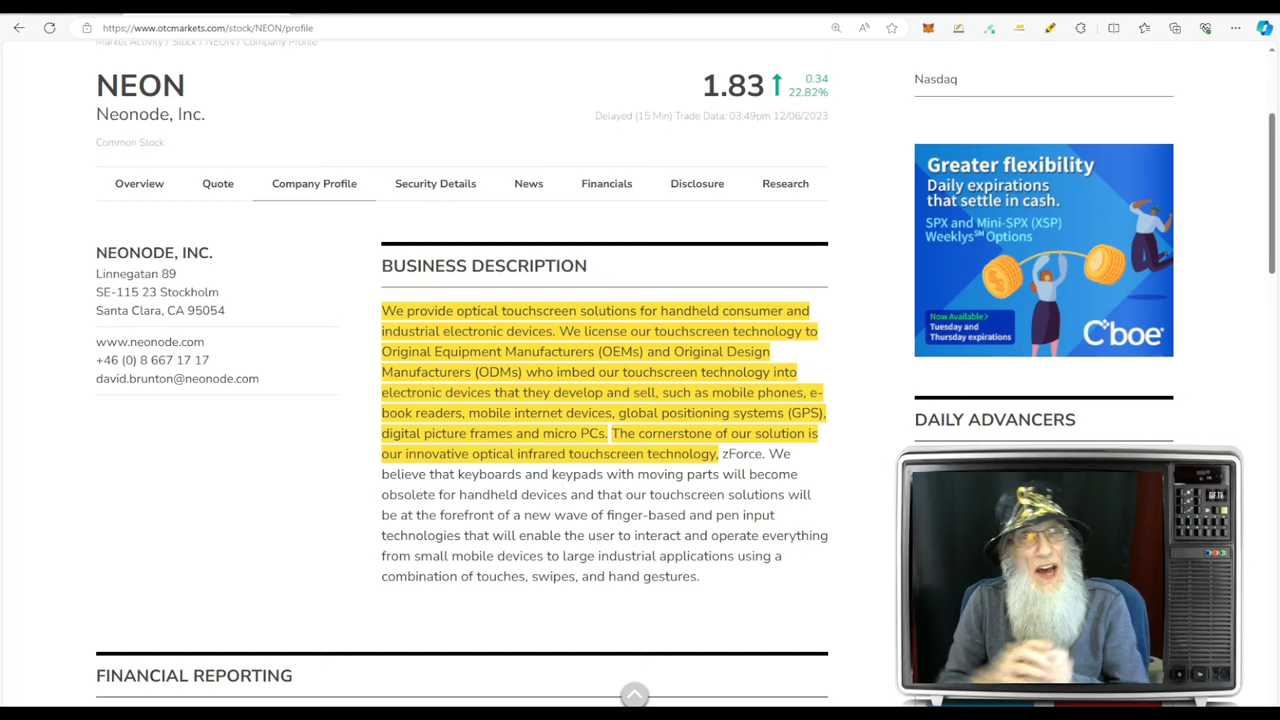 https://www.otcmarkets.com/stock/NEON/profile
Market Activity / Stock / NEON / Company Profile
NEON
Neonode, Inc.
Common Stock
1.83
0.34
22.82%
Delayed (15 Min) Trade Data: 03:49pm 12/06/2023
Overview
Quote
Company Profile
Security Details
News
Financials
Disclosure
Research
NEONODE, INC.
Linnegatan 89
SE-115 23 Stockholm
Santa Clara, CA 95054
www.neonode.com
+46 (0) 8 667 17 17
david.brunton@neonode.com
BUSINESS DESCRIPTION
We provide optical touchscreen solutions for handheld consumer and
industrial electronic devices. We license our touchscreen technology to
Original Equipment Manufacturers (OEMs) and Original Design
Manufacturers (ODMs) who imbed our touchscreen technology into
electronic devices that they develop and sell, such as mobile phones, e-
book readers, mobile internet devices, global positioning systems (GPS),
digital picture frames and micro PCs. The cornerstone of our solution is
our innovative optical infrared touchscreen technology, zForce. We
believe that keyboards and keypads with moving parts will become
obsolete for handheld devices and that our touchscreen solutions will
be at the forefront of a new wave of finger-based and pen input
technologies that will enable the user to interact and operate everything
from small mobile devices to large industrial applications using a
combination of touches, swipes, and hand gestures.
FINANCIAL REPORTING
Nasdaq
Greater flexibility
Daily expirations
that settle in cash.
SPX and Mini-SPX (XSP)
Weeklys℠ Options
Now Available>
Tuesday and
Thursday expirations
Cboe
DAILY ADVANCERS